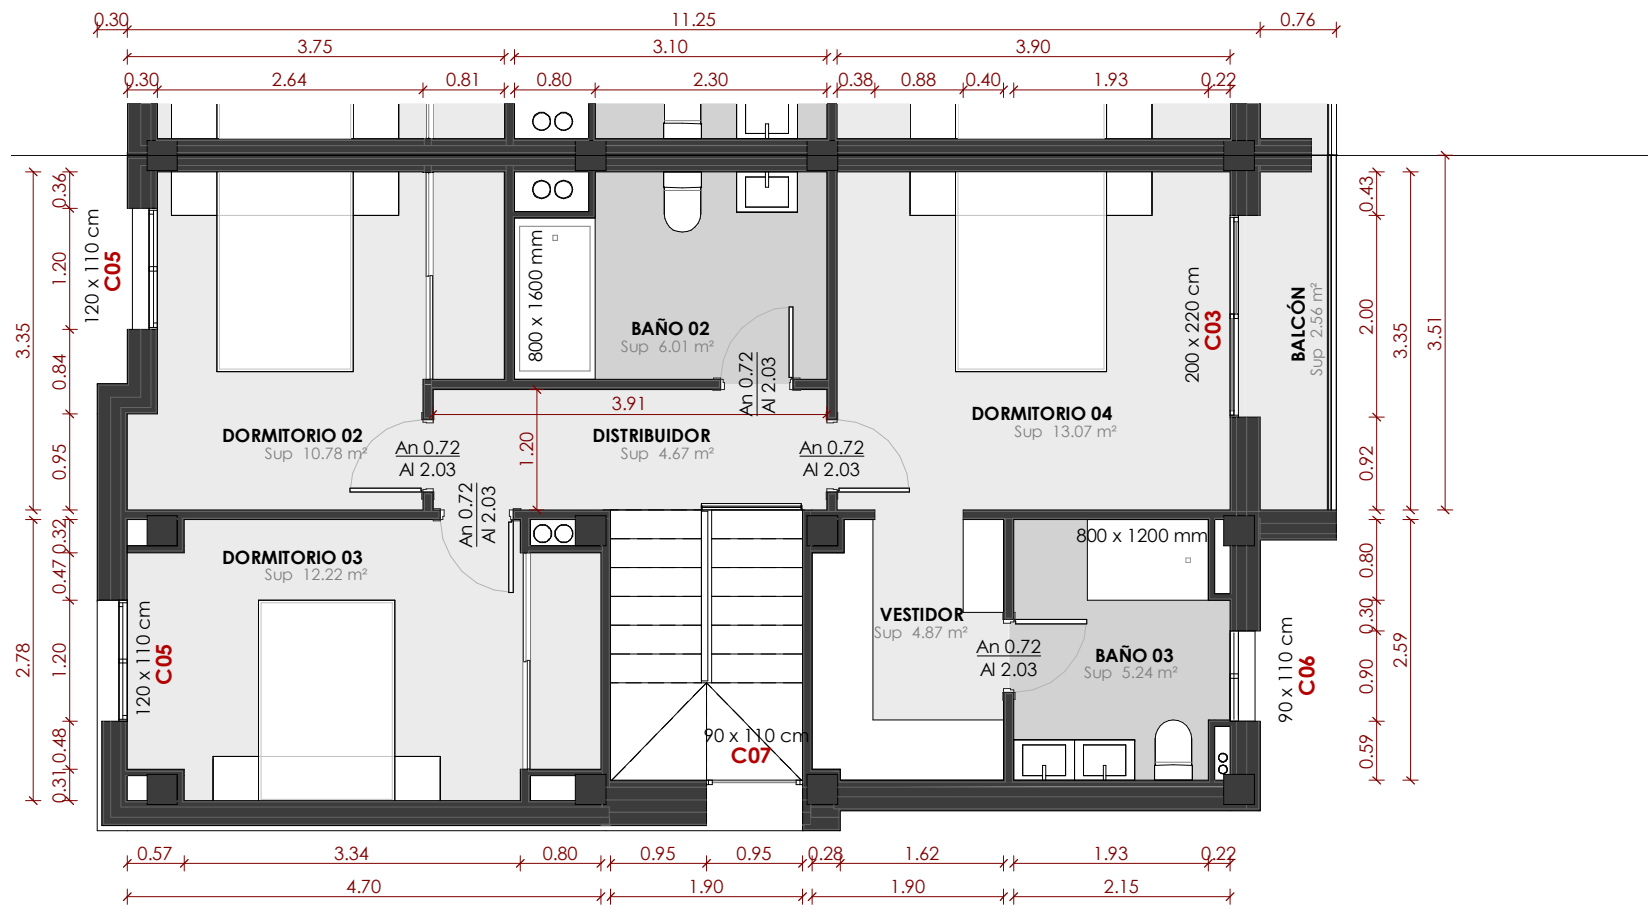 0.30
11.25
0.76
3.75
3.10
3.90
0.30
2.64
0.81
0.80
2.30
0.38
0.88
0.40
1.93
0.22
3.35
0.36
1.20
0.84
0.95
120 x 110 cm
C05
800 x 1600 mm
BAÑO 02
Sup 6.01 m²
An 0.72
Al 2.03
200 x 220 cm
C03
BALCÓN
Sup 2.56 m²
0.43
2.00
0.92
3.35
3.51
DORMITORIO 02
Sup 10.78 m²
An 0.72
Al 2.03
3.91
1.20
DISTRIBUIDOR
Sup 4.67 m²
An 0.72
Al 2.03
DORMITORIO 04
Sup 13.07 m²
An 0.72
Al 2.03
2.78
0.32
0.47
1.20
0.48
0.31
DORMITORIO 03
Sup 12.22 m²
120 x 110 cm
C05
90 x 110 cm
C07
VESTIDOR
Sup 4.87 m²
An 0.72
Al 2.03
800 x 1200 mm
BAÑO 03
Sup 5.24 m²
90 x 110 cm
C06
0.80
0.30
0.90
0.59
2.59
0.57
3.34
0.80
0.95
0.95
0.28
1.62
1.93
0.22
4.70
1.90
1.90
2.15